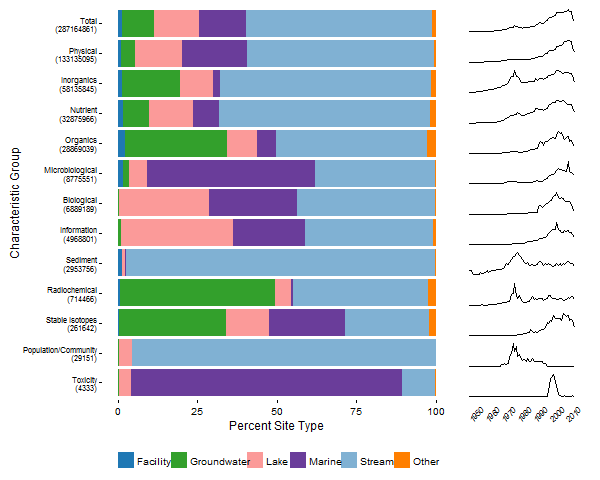 Characteristic Group
Total
(287164861)
Physical
(133135095)
Inorganics
(58135845)
Nutrient
(32875966)
Organics
(28869039)
Microbiological
(8775551)
Biological
(6889189)
Information
(4968801)
Sediment
(2953756)
Radiochemical
(714466)
Stable Isotopes
(261642)
Population/Community
(29151)
Toxicity
(4333)
0 25 50 75 100
Percent Site Type
1950 1960 1970 1980 1990 2000 2010
Facility Groundwater Lake Marine Stream Other